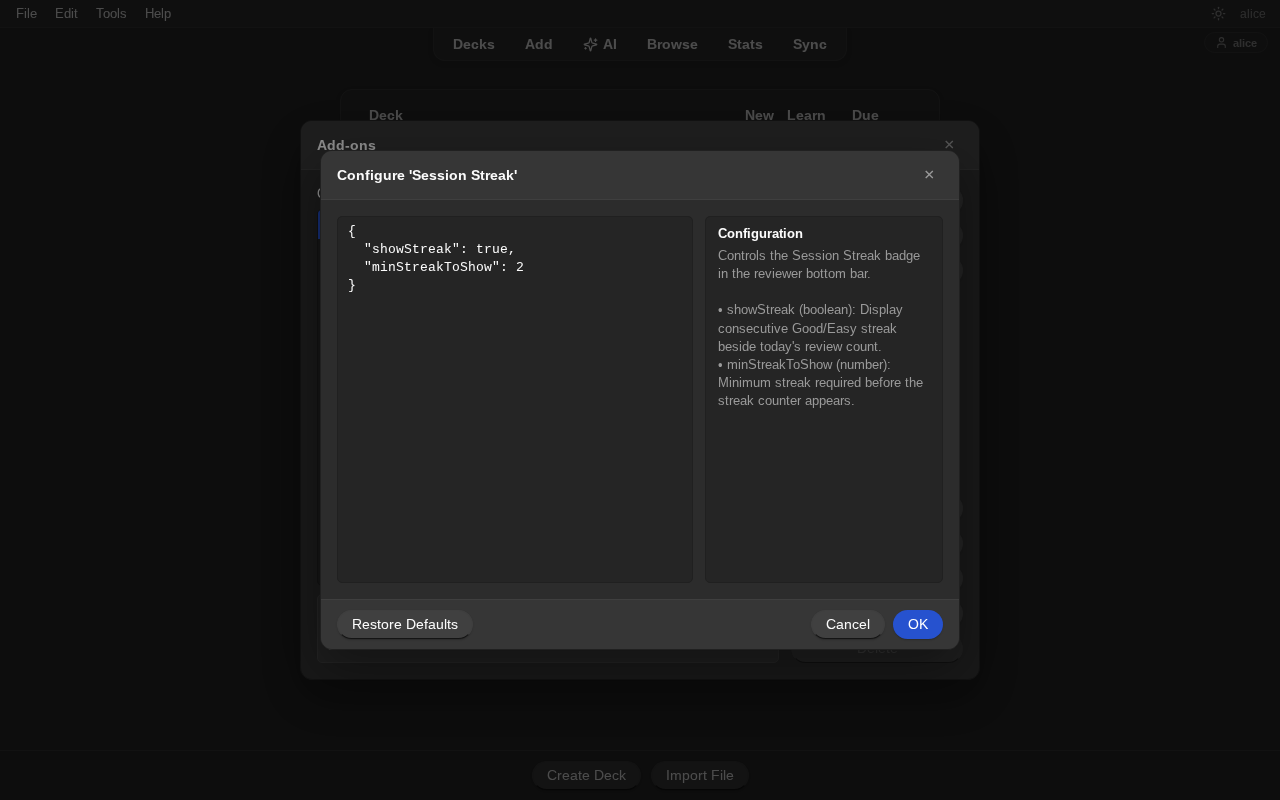 File Edit Tools Help alice
Decks Add AI Browse Stats Sync alice
Deck New Learn Due
Add-ons ×
Configure 'Session Streak' ×
{
  "showStreak": true,
  "minStreakToShow": 2
}
Configuration
Controls the Session Streak badge
in the reviewer bottom bar.
• showStreak (boolean): Display
consecutive Good/Easy streak
beside today's review count.
• minStreakToShow (number):
Minimum streak required before the
streak counter appears.
Restore Defaults Cancel OK
Delete
Create Deck Import File